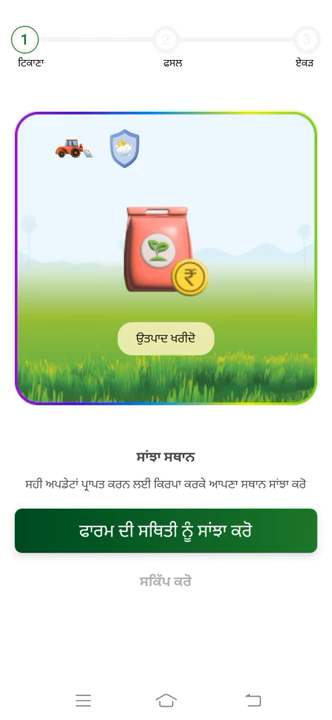 1 2 3
ਟਿਕਾਣਾ ਫਸਲ ਏਕੜ
₹
ਉਤਪਾਦ ਖਰੀਦੋ
ਸਾਂਝਾ ਸਥਾਨ
ਸਹੀ ਅਪਡੇਟਾਂ ਪ੍ਰਾਪਤ ਕਰਨ ਲਈ ਕਿਰਪਾ ਕਰਕੇ ਆਪਣਾ ਸਥਾਨ ਸਾਂਝਾ ਕਰੋ
ਫਾਰਮ ਦੀ ਸਥਿਤੀ ਨੂੰ ਸਾਂਝਾ ਕਰੋ
ਸਕਿੱਪ ਕਰੋ